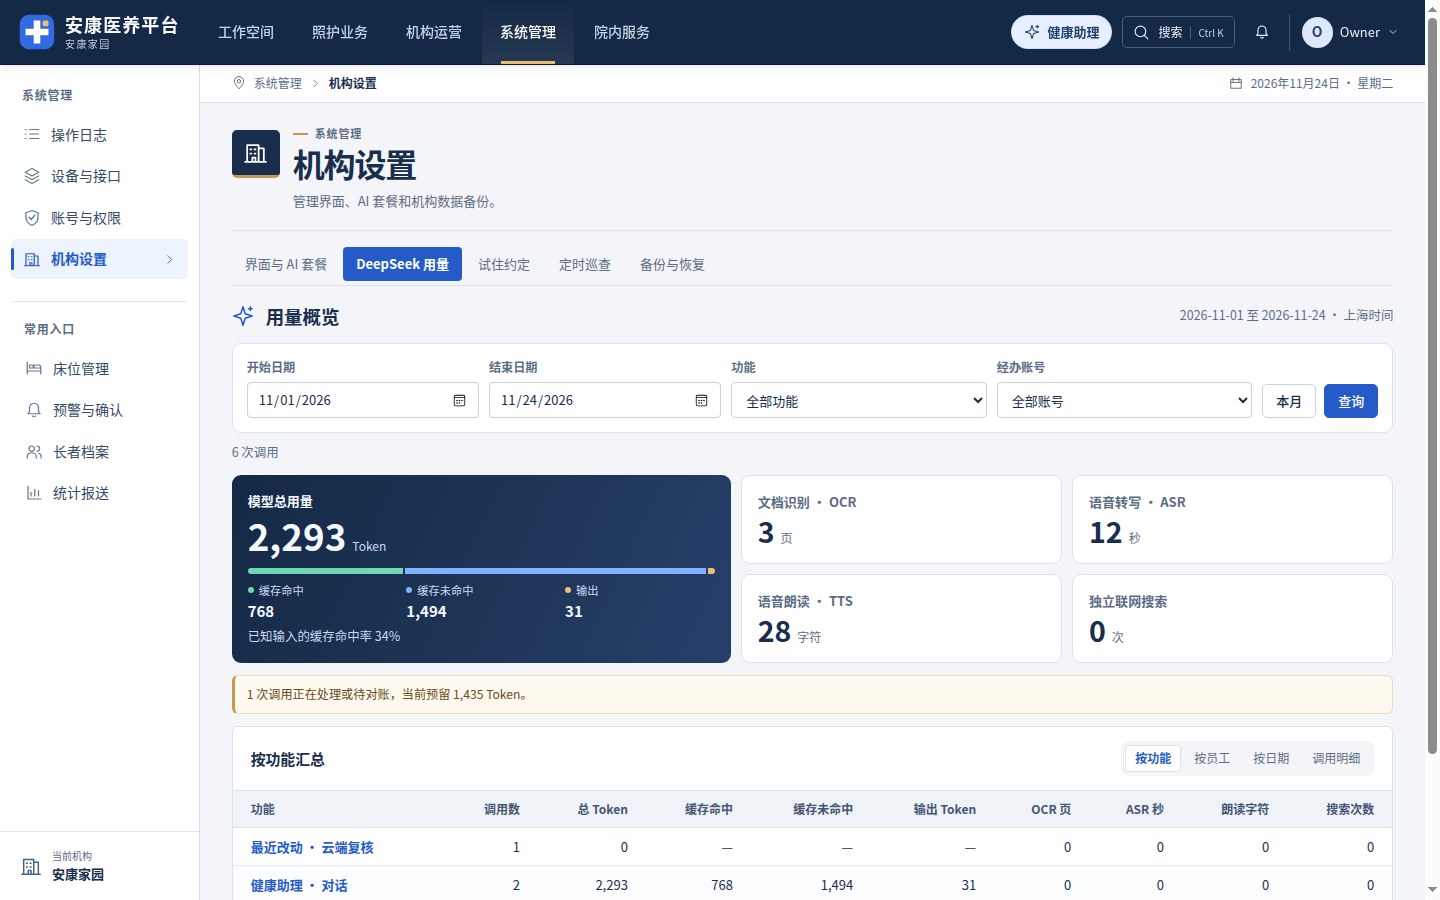 安康医养平台
安康家园
工作空间
照护业务
机构运营
系统管理
院内服务
健康助理
搜索
Ctrl K
O
Owner
系统管理
操作日志
设备与接口
账号与权限
机构设置
常用入口
床位管理
预警与确认
长者档案
统计报送
当前机构
安康家园
系统管理 > 机构设置
2026年11月24日 · 星期二
系统管理
机构设置
管理界面、AI 套餐和机构数据备份。
界面与 AI 套餐
DeepSeek 用量
试住约定
定时巡查
备份与恢复
用量概览
2026-11-01 至 2026-11-24 · 上海时间
开始日期
结束日期
功能
经办账号
11/01/2026
11/24/2026
全部功能
全部账号
本月
查询
6 次调用
模型总用量
2,293 Token
缓存命中
缓存未命中
输出
768
1,494
31
已知输入的缓存命中率 34%
文档识别 · OCR
3 页
语音转写 · ASR
12 秒
语音朗读 · TTS
28 字符
独立联网搜索
0 次
1 次调用正在处理或待对账，当前预留 1,435 Token。
按功能汇总
按功能
按员工
按日期
调用明细
功能 调用数 总 Token 缓存命中 缓存未命中 输出 Token OCR 页 ASR 秒 朗读字符 搜索次数
最近改动 · 云端复核 1 0 — — — 0 0 0 0
健康助理 · 对话 2 2,293 768 1,494 31 0 0 0 0